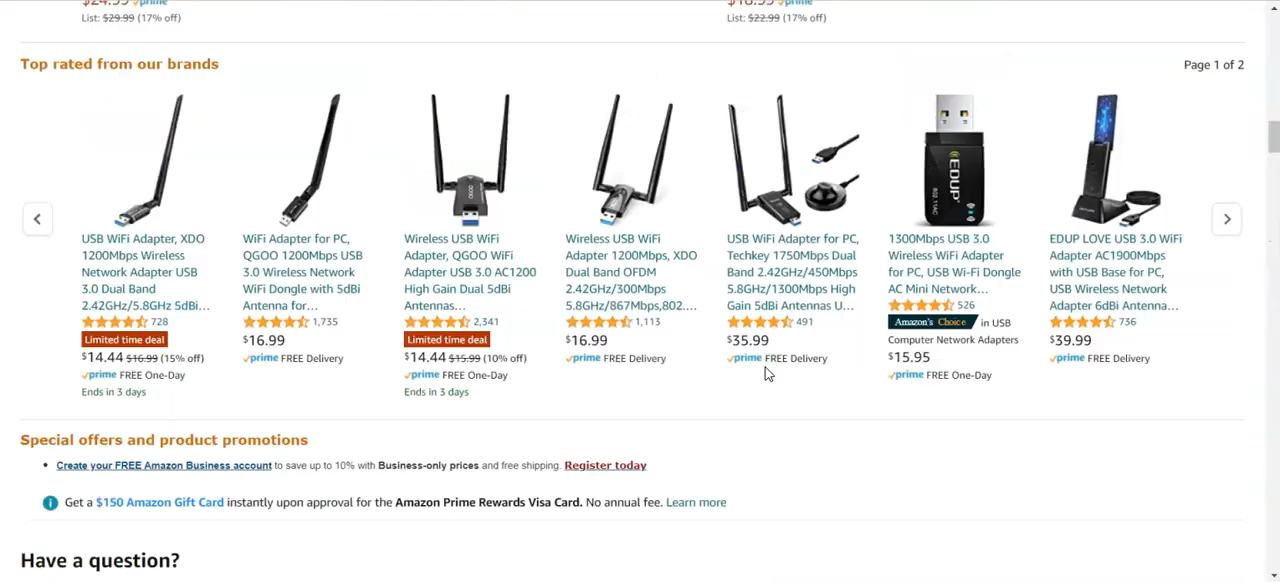 $24.99 prime
$18.99 prime
List: $29.99 (17% off)
List: $22.99 (17% off)
Top rated from our brands
Page 1 of 2
USB WiFi Adapter, XDO
1200Mbps Wireless
Network Adapter USB
3.0 Dual Band
2.42GHz/5.8GHz 5dBi...
728
Limited time deal
$14.44 $16.99 (15% off)
prime FREE One-Day
Ends in 3 days
WiFi Adapter for PC,
QGOO 1200Mbps USB
3.0 Wireless Network
WiFi Dongle with 5dBi
Antenna for...
1,735
$16.99
prime FREE Delivery
Wireless USB WiFi
Adapter, QGOO WiFi
Adapter USB 3.0 AC1200
High Gain Dual 5dBi
Antennas...
2,341
Limited time deal
$14.44 $15.99 (10% off)
prime FREE One-Day
Ends in 3 days
Wireless USB WiFi
Adapter 1200Mbps, XDO
Dual Band OFDM
2.42GHz/300Mbps
5.8GHz/867Mbps,802....
1,113
$16.99
prime FREE Delivery
USB WiFi Adapter for PC,
Techkey 1750Mbps Dual
Band 2.42GHz/450Mbps
5.8GHz/1300Mbps High
Gain 5dBi Antennas U...
491
$35.99
prime FREE Delivery
EDUP
802.11AC
1300Mbps USB 3.0
Wireless WiFi Adapter
for PC, USB Wi-Fi Dongle
AC Mini Network...
526
Amazon's Choice in USB
Computer Network Adapters
$15.95
prime FREE One-Day
EDUP LOVE USB 3.0 WiFi
Adapter AC1900Mbps
with USB Base for PC,
USB Wireless Network
Adapter 6dBi Antenna...
736
$39.99
prime FREE Delivery
Special offers and product promotions
• Create your FREE Amazon Business account to save up to 10% with Business-only prices and free shipping. Register today
i Get a $150 Amazon Gift Card instantly upon approval for the Amazon Prime Rewards Visa Card. No annual fee. Learn more
Have a question?